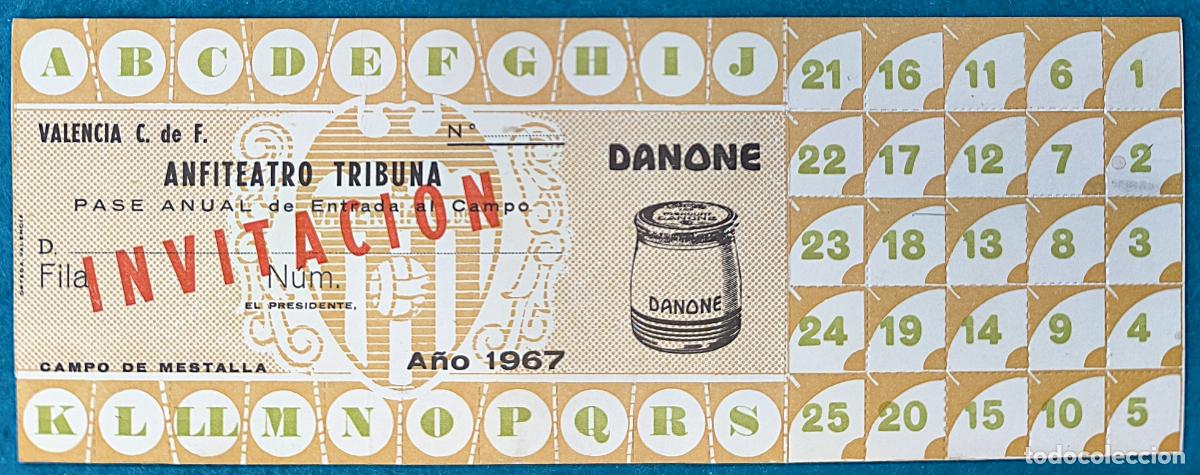 A B C D E F G H I J
VALENCIA C. de F.
Nº
ANFITEATRO TRIBUNA
PASE ANUAL de Entrada al Campo
INVITACION
D.
Fila Núm.
EL PRESIDENTE,
CAMPO DE MESTALLA
Año 1967
DANONE
DANONE
K L LL M N O P Q R S
21 16 11 6 1
22 17 12 7 2
23 18 13 8 3
24 19 14 9 4
25 20 15 10 5
todocoleccion